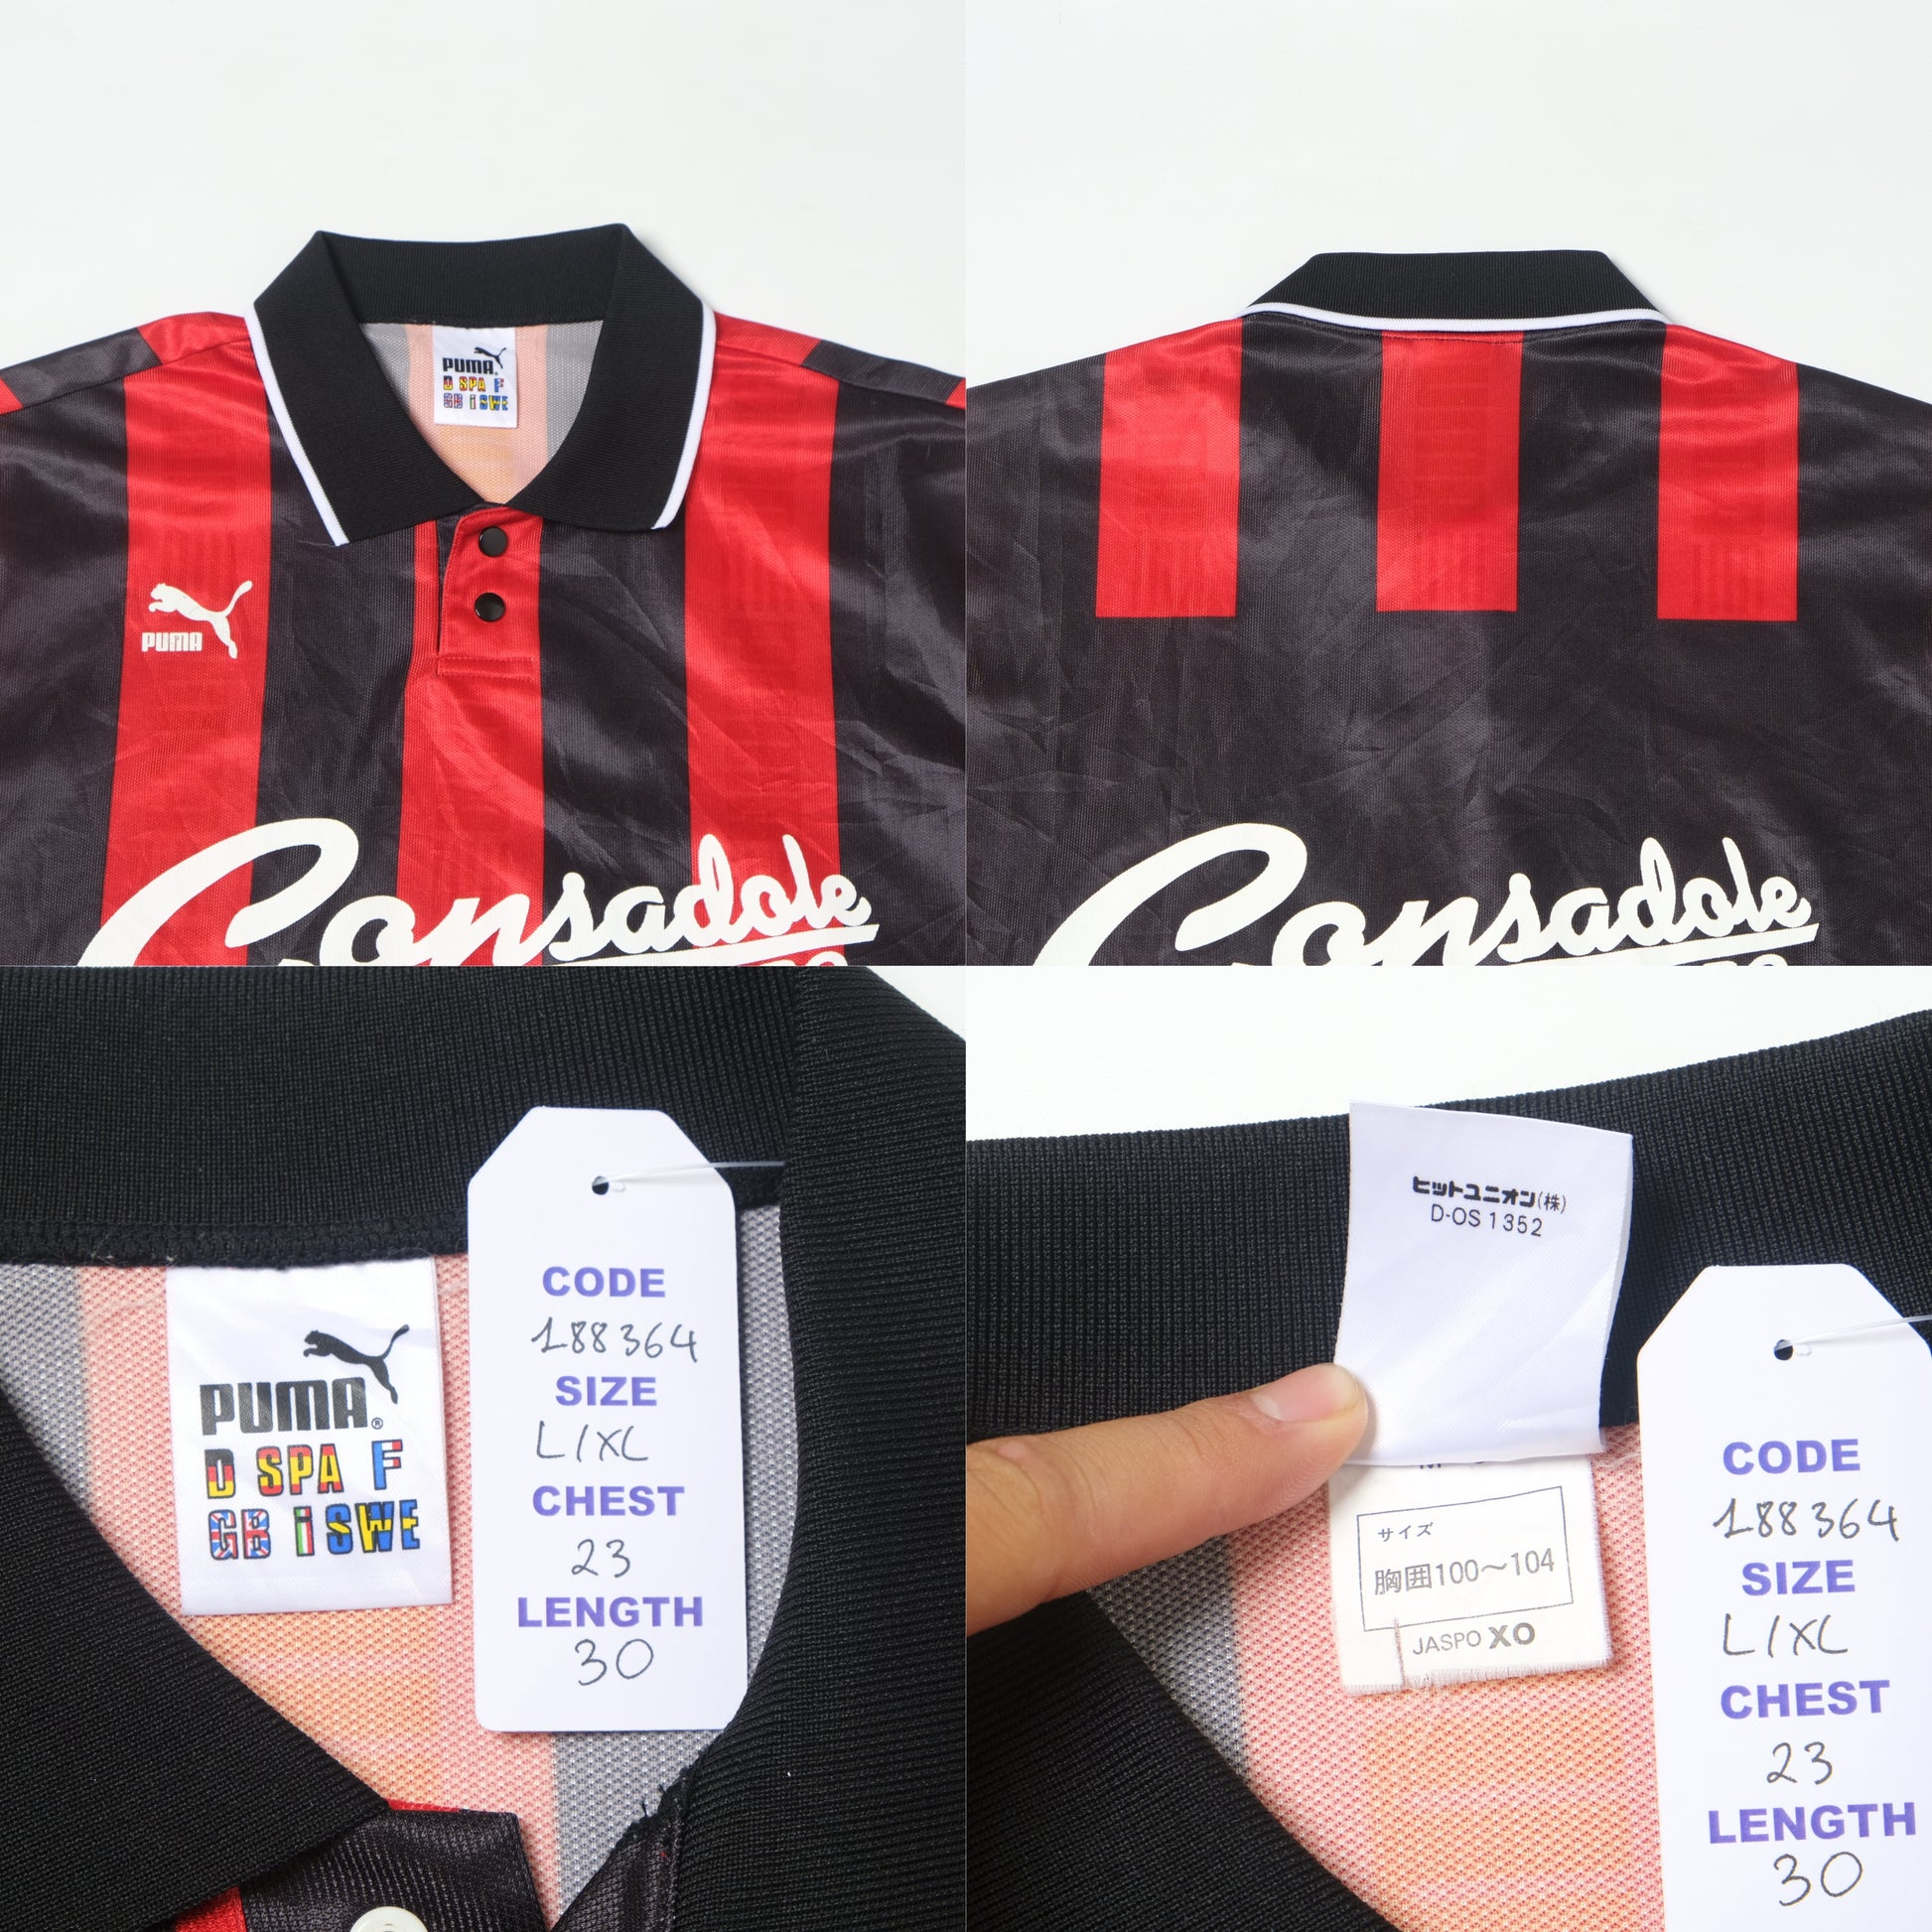 PUMA®
D SPA F
GB i SWE
PUMA
Consadole
Consadole
PUMA®
D SPA F
GB i SWE
CODE
188364
SIZE
L/XL
CHEST
23
LENGTH
30
ヒットユニオン(株)
D-OS 1352
サイズ
胸囲100〜104
JASPO XO
CODE
188364
SIZE
L/XL
CHEST
23
LENGTH
30